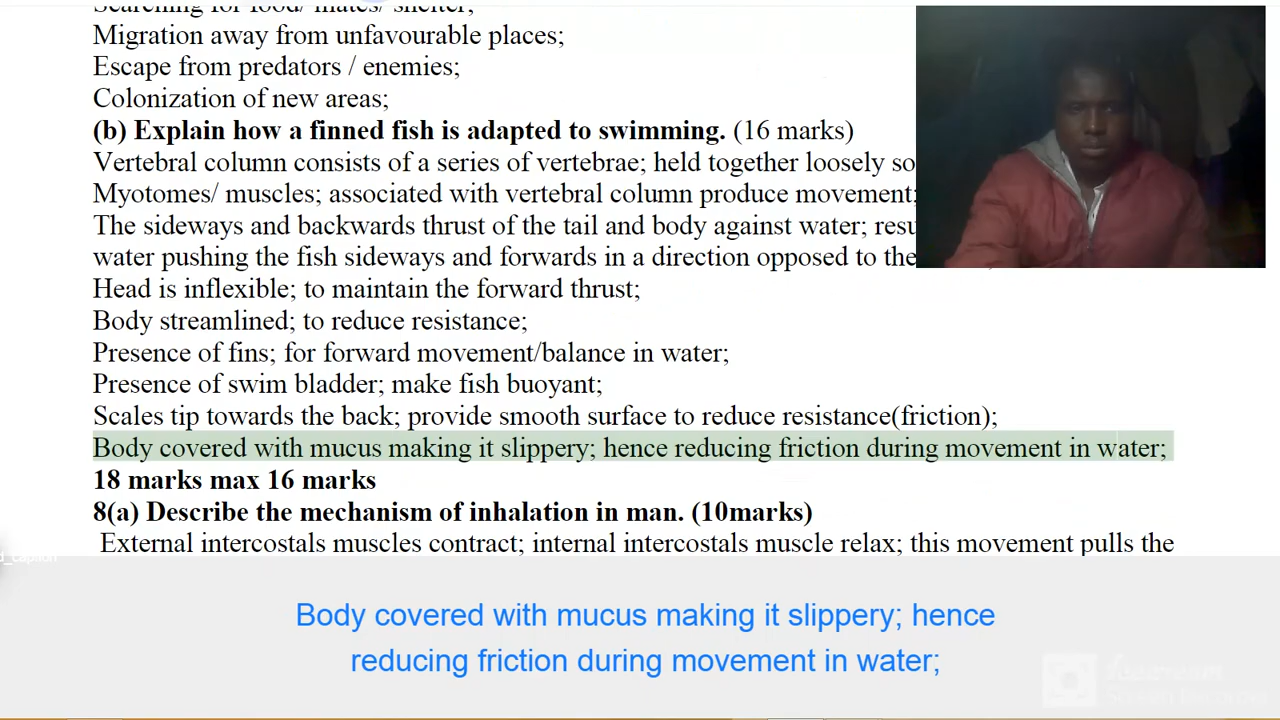 Searching for food/ mates/ shelter;
Migration away from unfavourable places;
Escape from predators / enemies;
Colonization of new areas;
(b) Explain how a finned fish is adapted to swimming. (16 marks)
Vertebral column consists of a series of vertebrae; held together loosely so
Myotomes/ muscles; associated with vertebral column produce movement;
The sideways and backwards thrust of the tail and body against water;
water pushing the fish sideways and forwards in a direction opposed to the
Head is inflexible; to maintain the forward thrust;
Body streamlined; to reduce resistance;
Presence of fins; for forward movement/balance in water;
Presence of swim bladder; make fish buoyant;
Scales tip towards the back; provide smooth surface to reduce resistance(friction);
Body covered with mucus making it slippery; hence reducing friction during movement in water;
18 marks max 16 marks
8(a) Describe the mechanism of inhalation in man. (10marks)
External intercostals muscles contract; internal intercostals muscle relax; this movement pulls the
Body covered with mucus making it slippery; hence
reducing friction during movement in water;